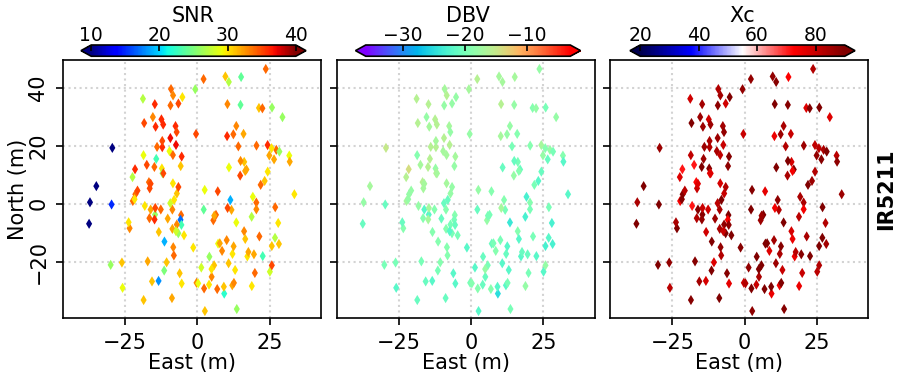 SNR DBV Xc
10 20 30 40 −30 −20 −10 20 40 60 80
40
20
0
−20
North (m)
−25 0 25 −25 0 25 −25 0 25
East (m) East (m) East (m)
IR5211